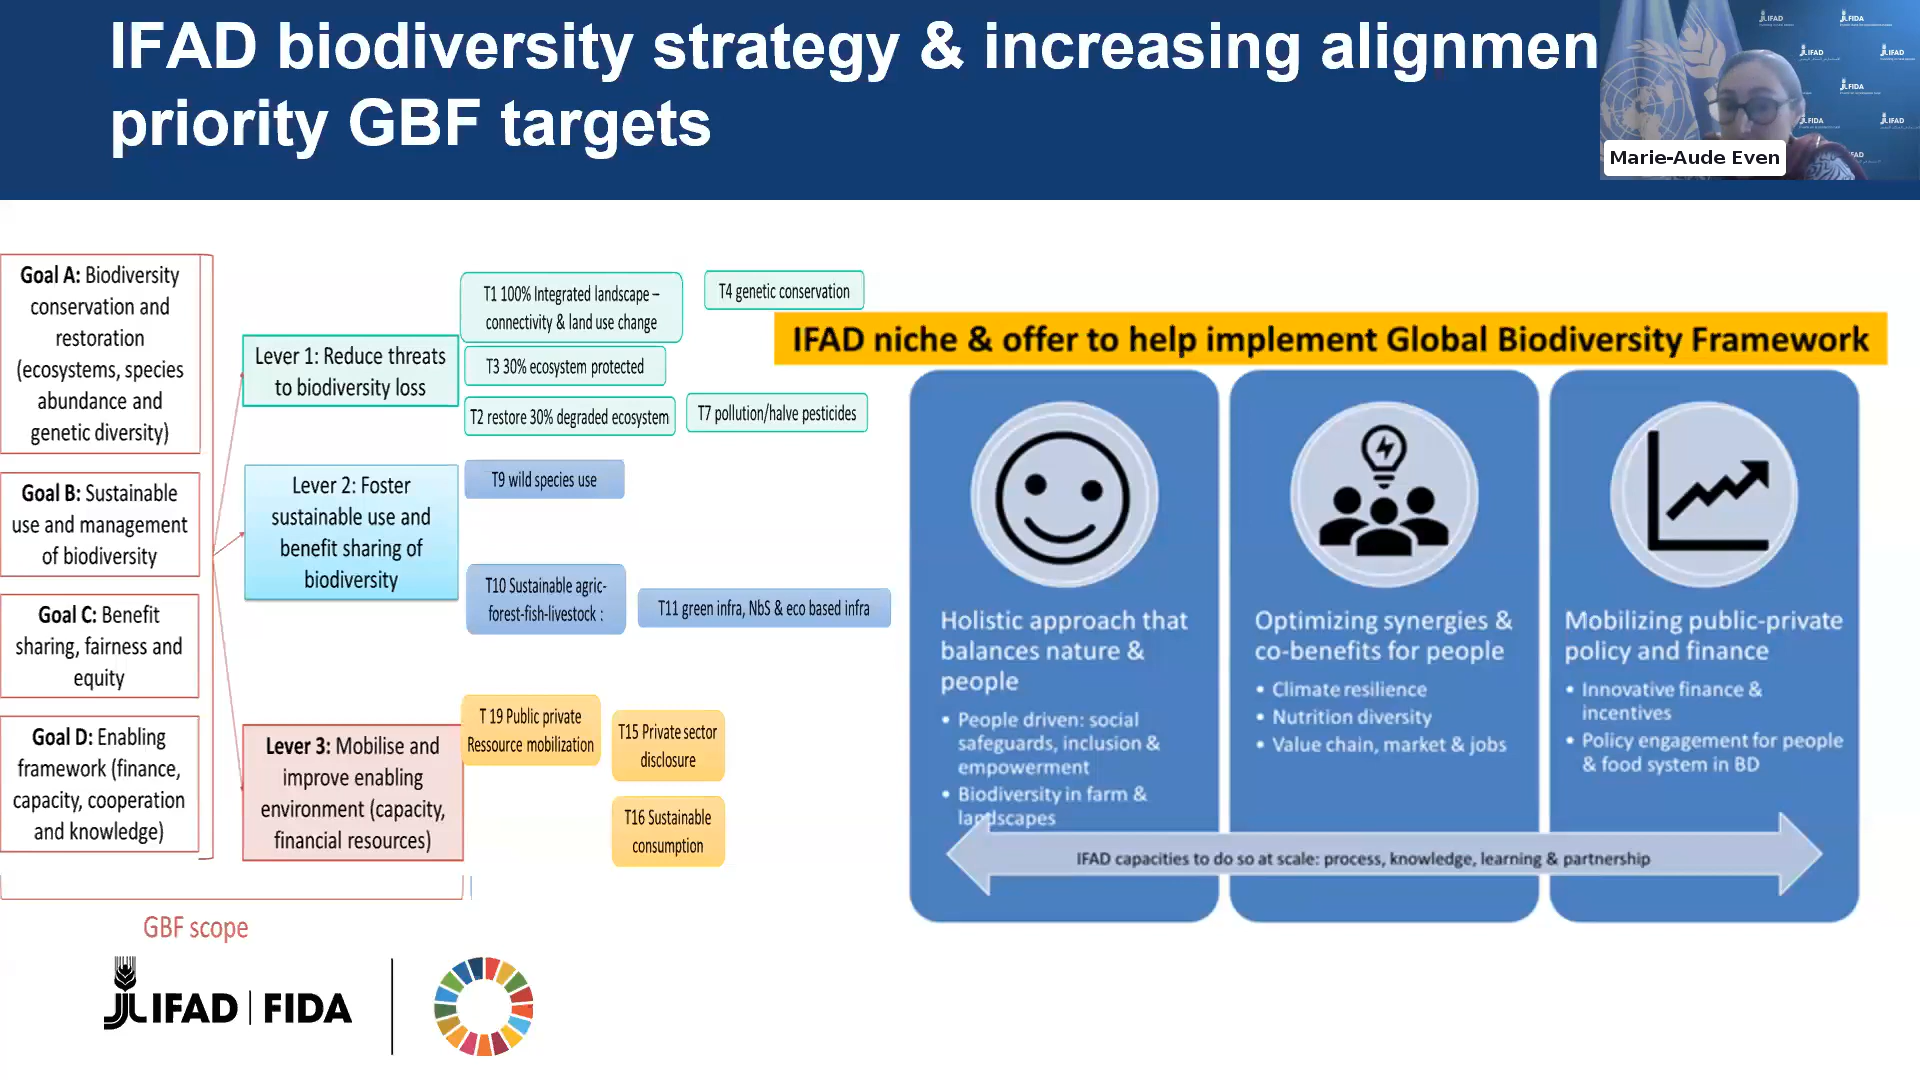 IFAD biodiversity strategy & increasing alignmen
priority GBF targets
Marie-Aude Even
Goal A: Biodiversity
conservation and
restoration
(ecosystems, species
abundance and
genetic diversity)
Goal B: Sustainable
use and management
of biodiversity
Goal C: Benefit
sharing, fairness and
equity
Goal D: Enabling
framework (finance,
capacity, cooperation
and knowledge)
GBF scope
Lever 1: Reduce threats
to biodiversity loss
T1 100% Integrated landscape –
connectivity & land use change
T4 genetic conservation
T3 30% ecosystem protected
T2 restore 30% degraded ecosystem
T7 pollution/halve pesticides
Lever 2: Foster
sustainable use and
benefit sharing of
biodiversity
T9 wild species use
T10 Sustainable agric-
forest-fish-livestock :
T11 green infra, NbS & eco based infra
Lever 3: Mobilise and
improve enabling
environment (capacity,
financial resources)
T 19 Public private
Ressource mobilization
T15 Private sector
disclosure
T16 Sustainable
consumption
IFAD niche & offer to help implement Global Biodiversity Framework
Holistic approach that
balances nature &
people
• People driven: social
safeguards, inclusion &
empowerment
• Biodiversity in farm &
landscapes
Optimizing synergies &
co-benefits for people
• Climate resilience
• Nutrition diversity
• Value chain, market & jobs
Mobilizing public-private
policy and finance
• Innovative finance &
incentives
• Policy engagement for people
& food system in BD
IFAD capacities to do so at scale: process, knowledge, learning & partnership
IFAD | FIDA
IFAD
FIDA
IFAD
IFAD
FIDA
FIDA
IFAD